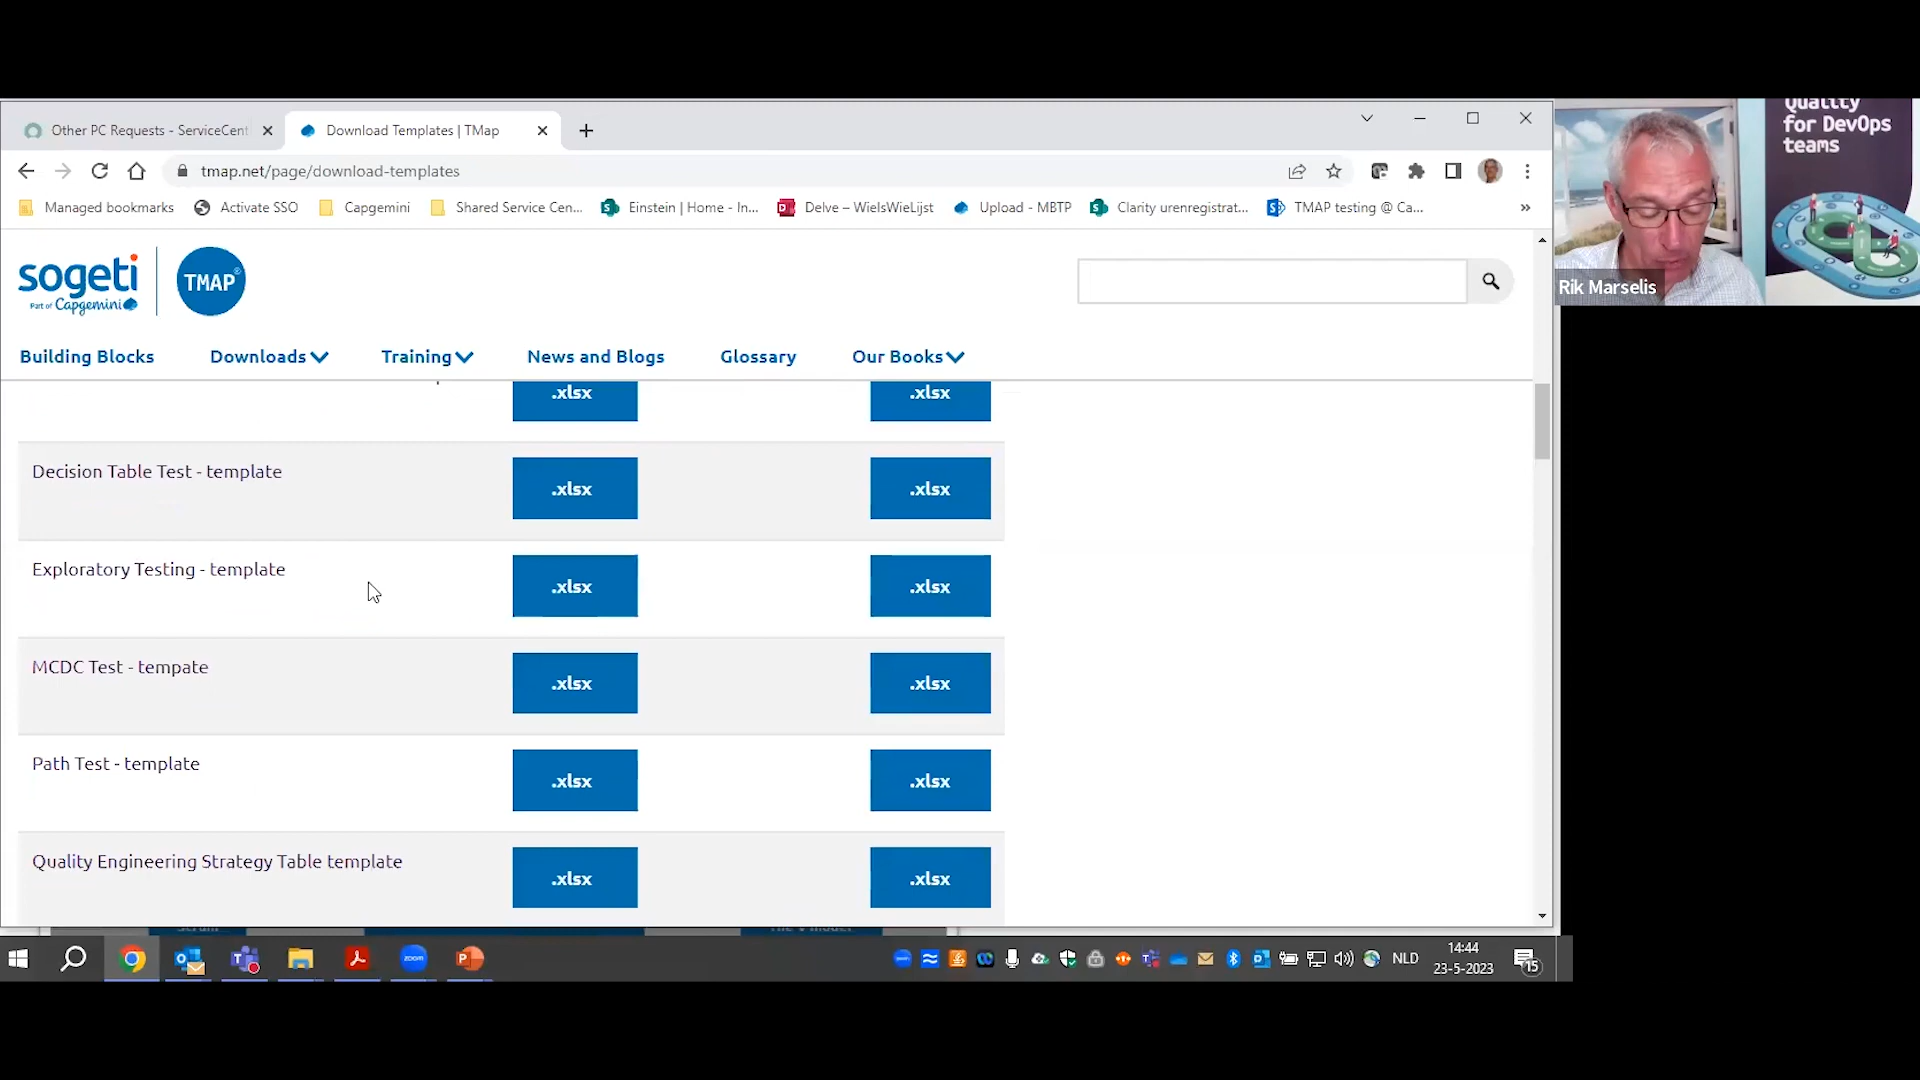 Other PC Requests - ServiceCent
Download Templates | TMap
tmap.net/page/download-templates
Managed bookmarks
Activate SSO
Capgemini
Shared Service Cen...
Einstein | Home - In...
Delve – WieIsWieLijst
Upload - MBTP
Clarity urenregistrat...
TMAP testing @ Ca...
sogeti
Part of Capgemini
TMAP®
Building Blocks
Downloads
Training
News and Blogs
Glossary
Our Books
.xlsx .xlsx
Decision Table Test - template .xlsx .xlsx
Exploratory Testing - template .xlsx .xlsx
MCDC Test - tempate .xlsx .xlsx
Path Test - template .xlsx .xlsx
Quality Engineering Strategy Table template .xlsx .xlsx
Quality
for DevOps
teams
Rik Marselis
zoom
NLD
14:44
23-5-2023
15